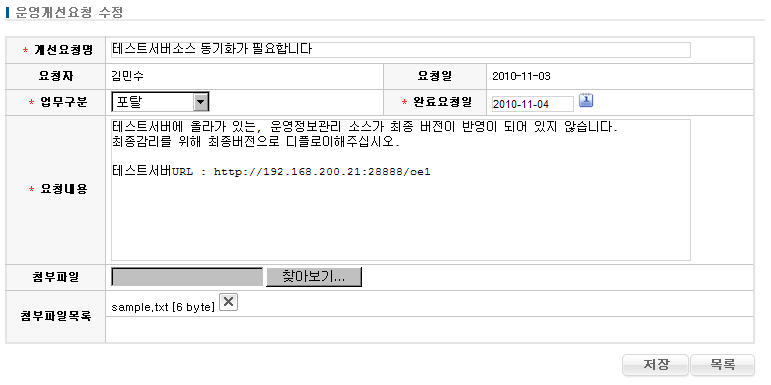 운영개선요청 수정
* 개선요청명 테스트서버소스 동기화가 필요합니다
요청자 김민수 요청일 2010-11-03
* 업무구분 포탈 * 완료요청일 2010-11-04
* 요청내용
테스트서버에 올라가 있는, 운영정보관리 소스가 최종 버전이 반영이 되어 있지 않습니다.
최종감리를 위해 최종버전으로 디플로이해주십시오.
테스트서버URL : http://192.168.200.21:28888/oe1
첨부파일 찾아보기...
첨부파일목록 sample.txt [6 byte]
저장 목록